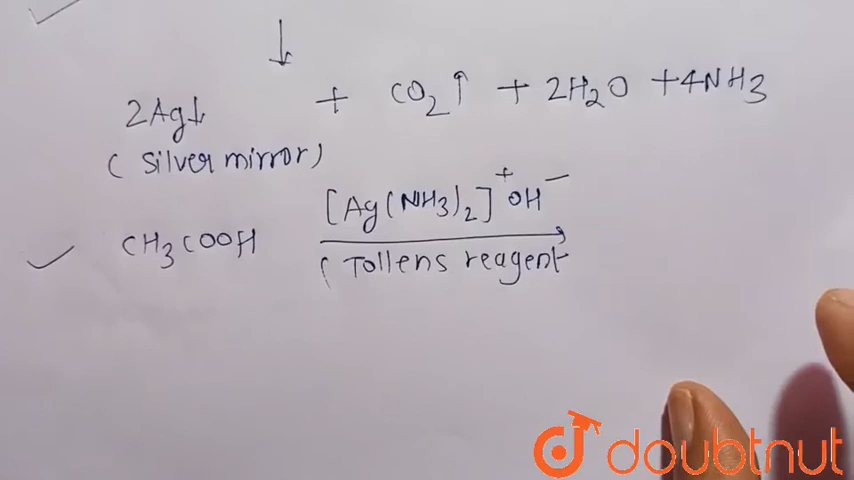 2Ag↓ + CO2↑ + 2H2O +4NH3
( Silver mirror)
[Ag(NH3)2]+OH−
CH3COOH
( Tollens reagent
doubtnut